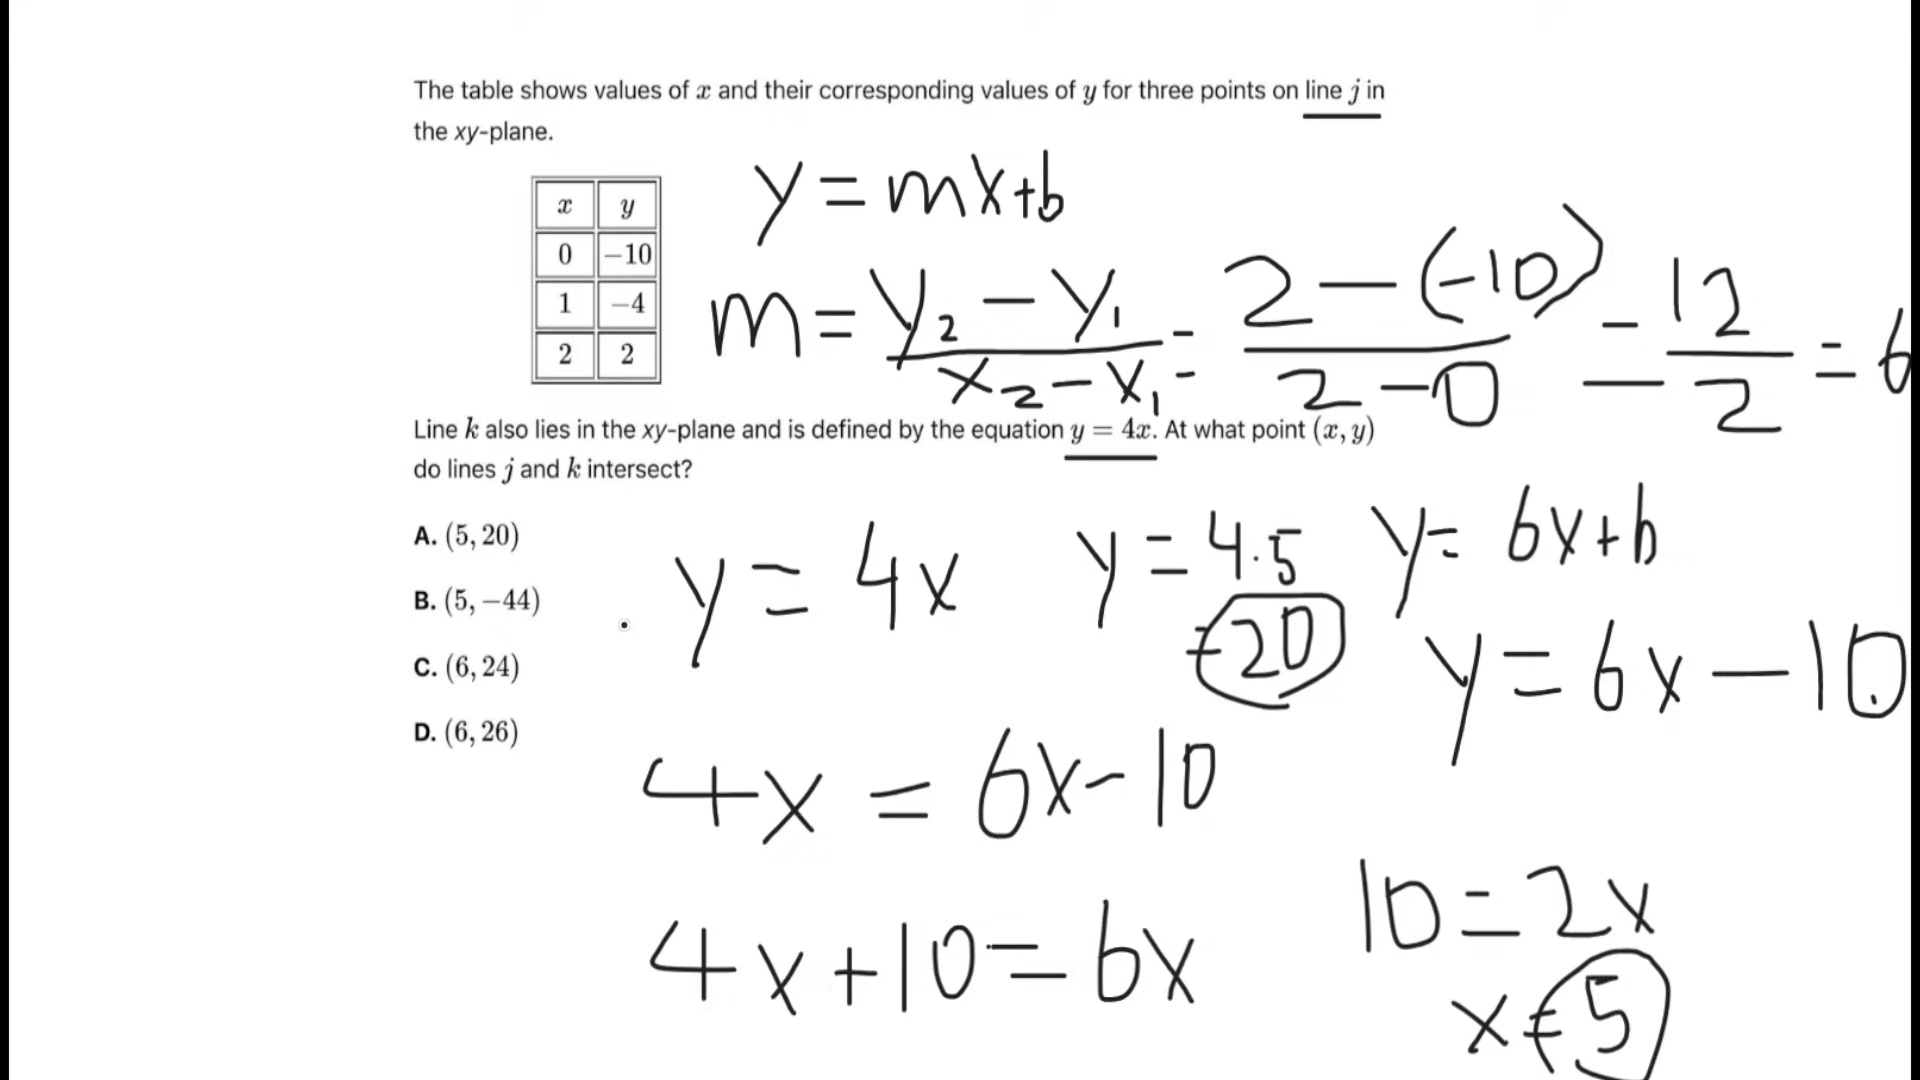 The table shows values of x and their corresponding values of y for three points on line j in
the xy-plane.
x y
0 −10
1 −4
2 2
y = mx+b
m = y₂ − y₁ / x₂ − x₁ = 2 − (−10) / 2 − 0 = 12 / 2 = 6
Line k also lies in the xy-plane and is defined by the equation y = 4x. At what point (x, y)
do lines j and k intersect?
A. (5, 20)
B. (5, −44)
C. (6, 24)
D. (6, 26)
y = 4x
y = 4.5
= 20
y = 6x+b
y = 6x − 10
4x = 6x − 10
4x + 10 = 6x
10 = 2x
x = 5